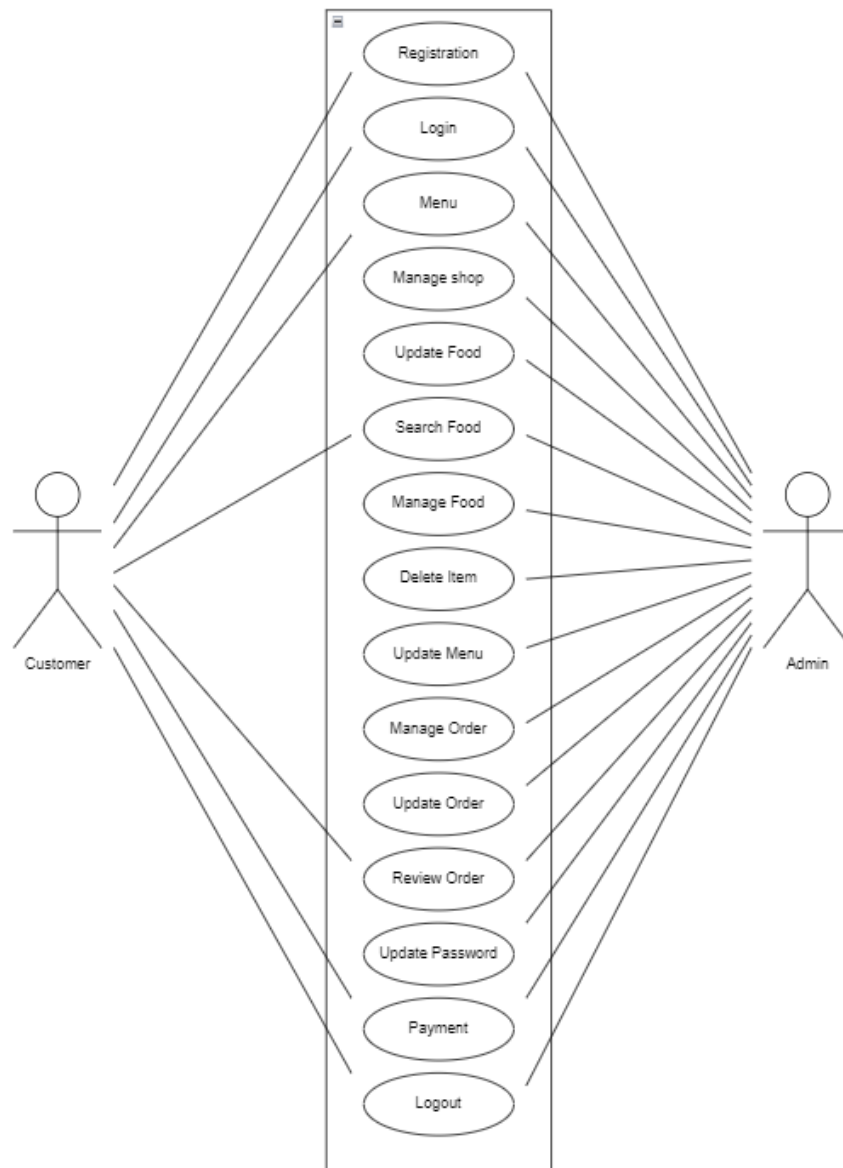 Registration
Login
Menu
Manage shop
Update Food
Search Food
Manage Food
Delete Item
Update Menu
Customer
Admin
Manage Order
Update Order
Review Order
Update Password
Payment
Logout